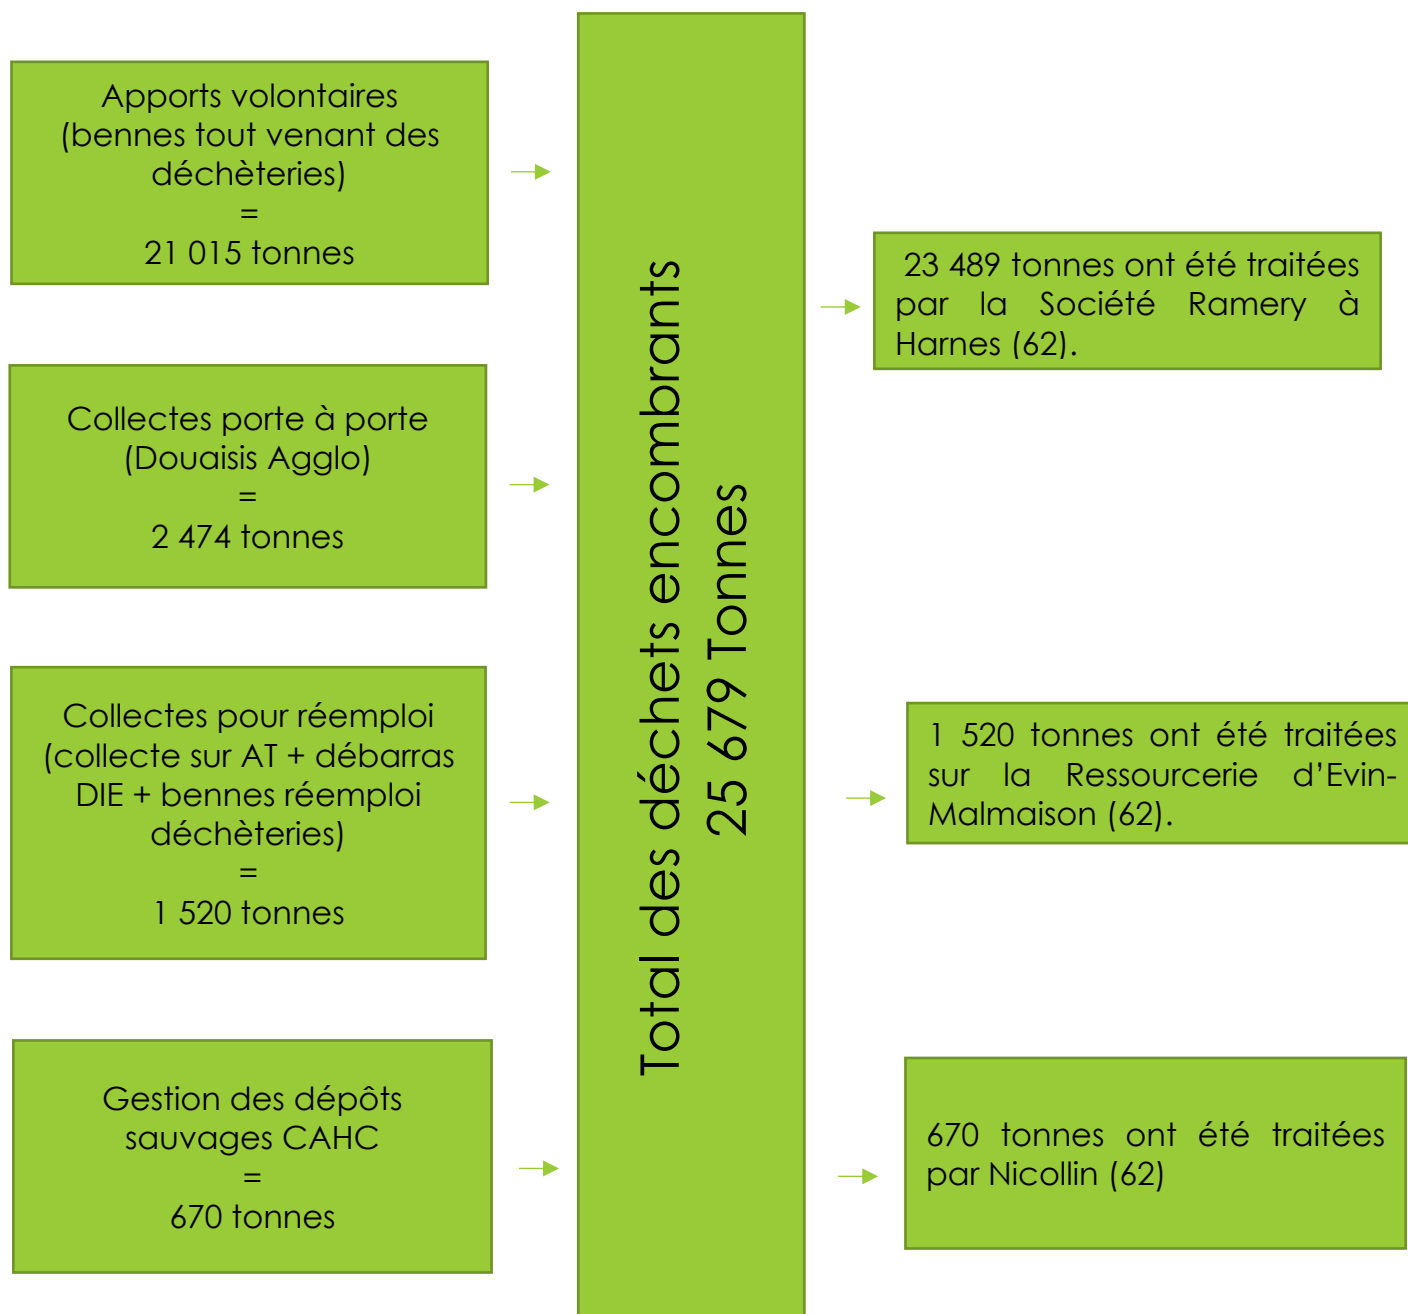 Apports volontaires
(bennes tout venant des
déchèteries)
=
21 015 tonnes
Collectes porte à porte
(Douaisis Agglo)
=
2 474 tonnes
Collectes pour réemploi
(collecte sur AT + débarras
DIE + bennes réemploi
déchèteries)
=
1 520 tonnes
Gestion des dépôts
sauvages CAHC
=
670 tonnes
Total des déchets encombrants
25 679 Tonnes
23 489 tonnes ont été traitées
par la Société Ramery à
Harnes (62).
1 520 tonnes ont été traitées
sur la Ressourcerie d’Evin-
Malmaison (62).
670 tonnes ont été traitées
par Nicollin (62)